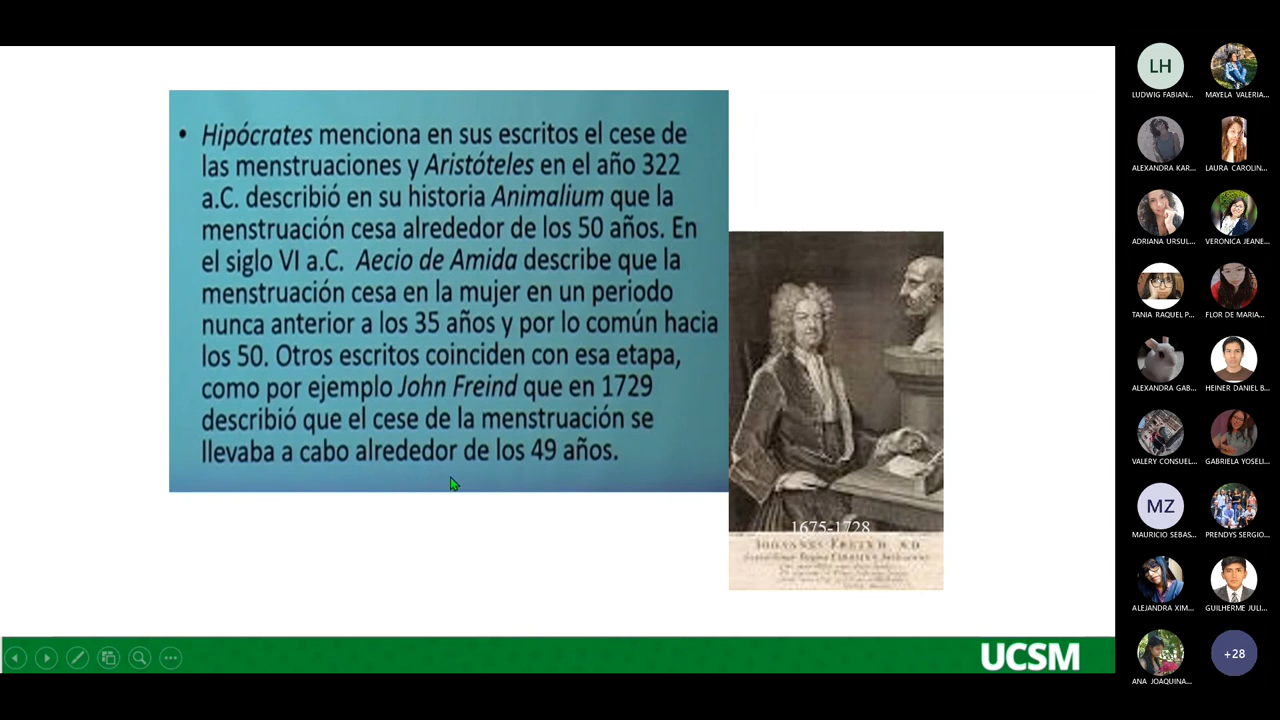 • Hipócrates menciona en sus escritos el cese de
las menstruaciones y Aristóteles en el año 322
a.C. describió en su historia Animalium que la
menstruación cesa alrededor de los 50 años. En
el siglo VI a.C. Aecio de Amida describe que la
menstruación cesa en la mujer en un periodo
nunca anterior a los 35 años y por lo común hacia
los 50. Otros escritos coinciden con esa etapa,
como por ejemplo John Freind que en 1729
describió que el cese de la menstruación se
llevaba a cabo alrededor de los 49 años.
1675-1728
UCSM
LH
LUDWIG FABIAN...
MAYELA VALERIA...
ALEXANDRA KAR...
LAURA CAROLIN...
ADRIANA URSUL...
VERONICA JEANE...
TANIA RAQUEL P...
FLOR DE MARIA...
ALEXANDRA GAB...
HEINER DANIEL B...
VALERY CONSUEL...
GABRIELA YOSELI...
MZ
MAURICIO SEBAS...
PRENDYS SERGIO...
ALEJANDRA XIM...
GUILHERME JULI...
ANA JOAQUINA...
+28